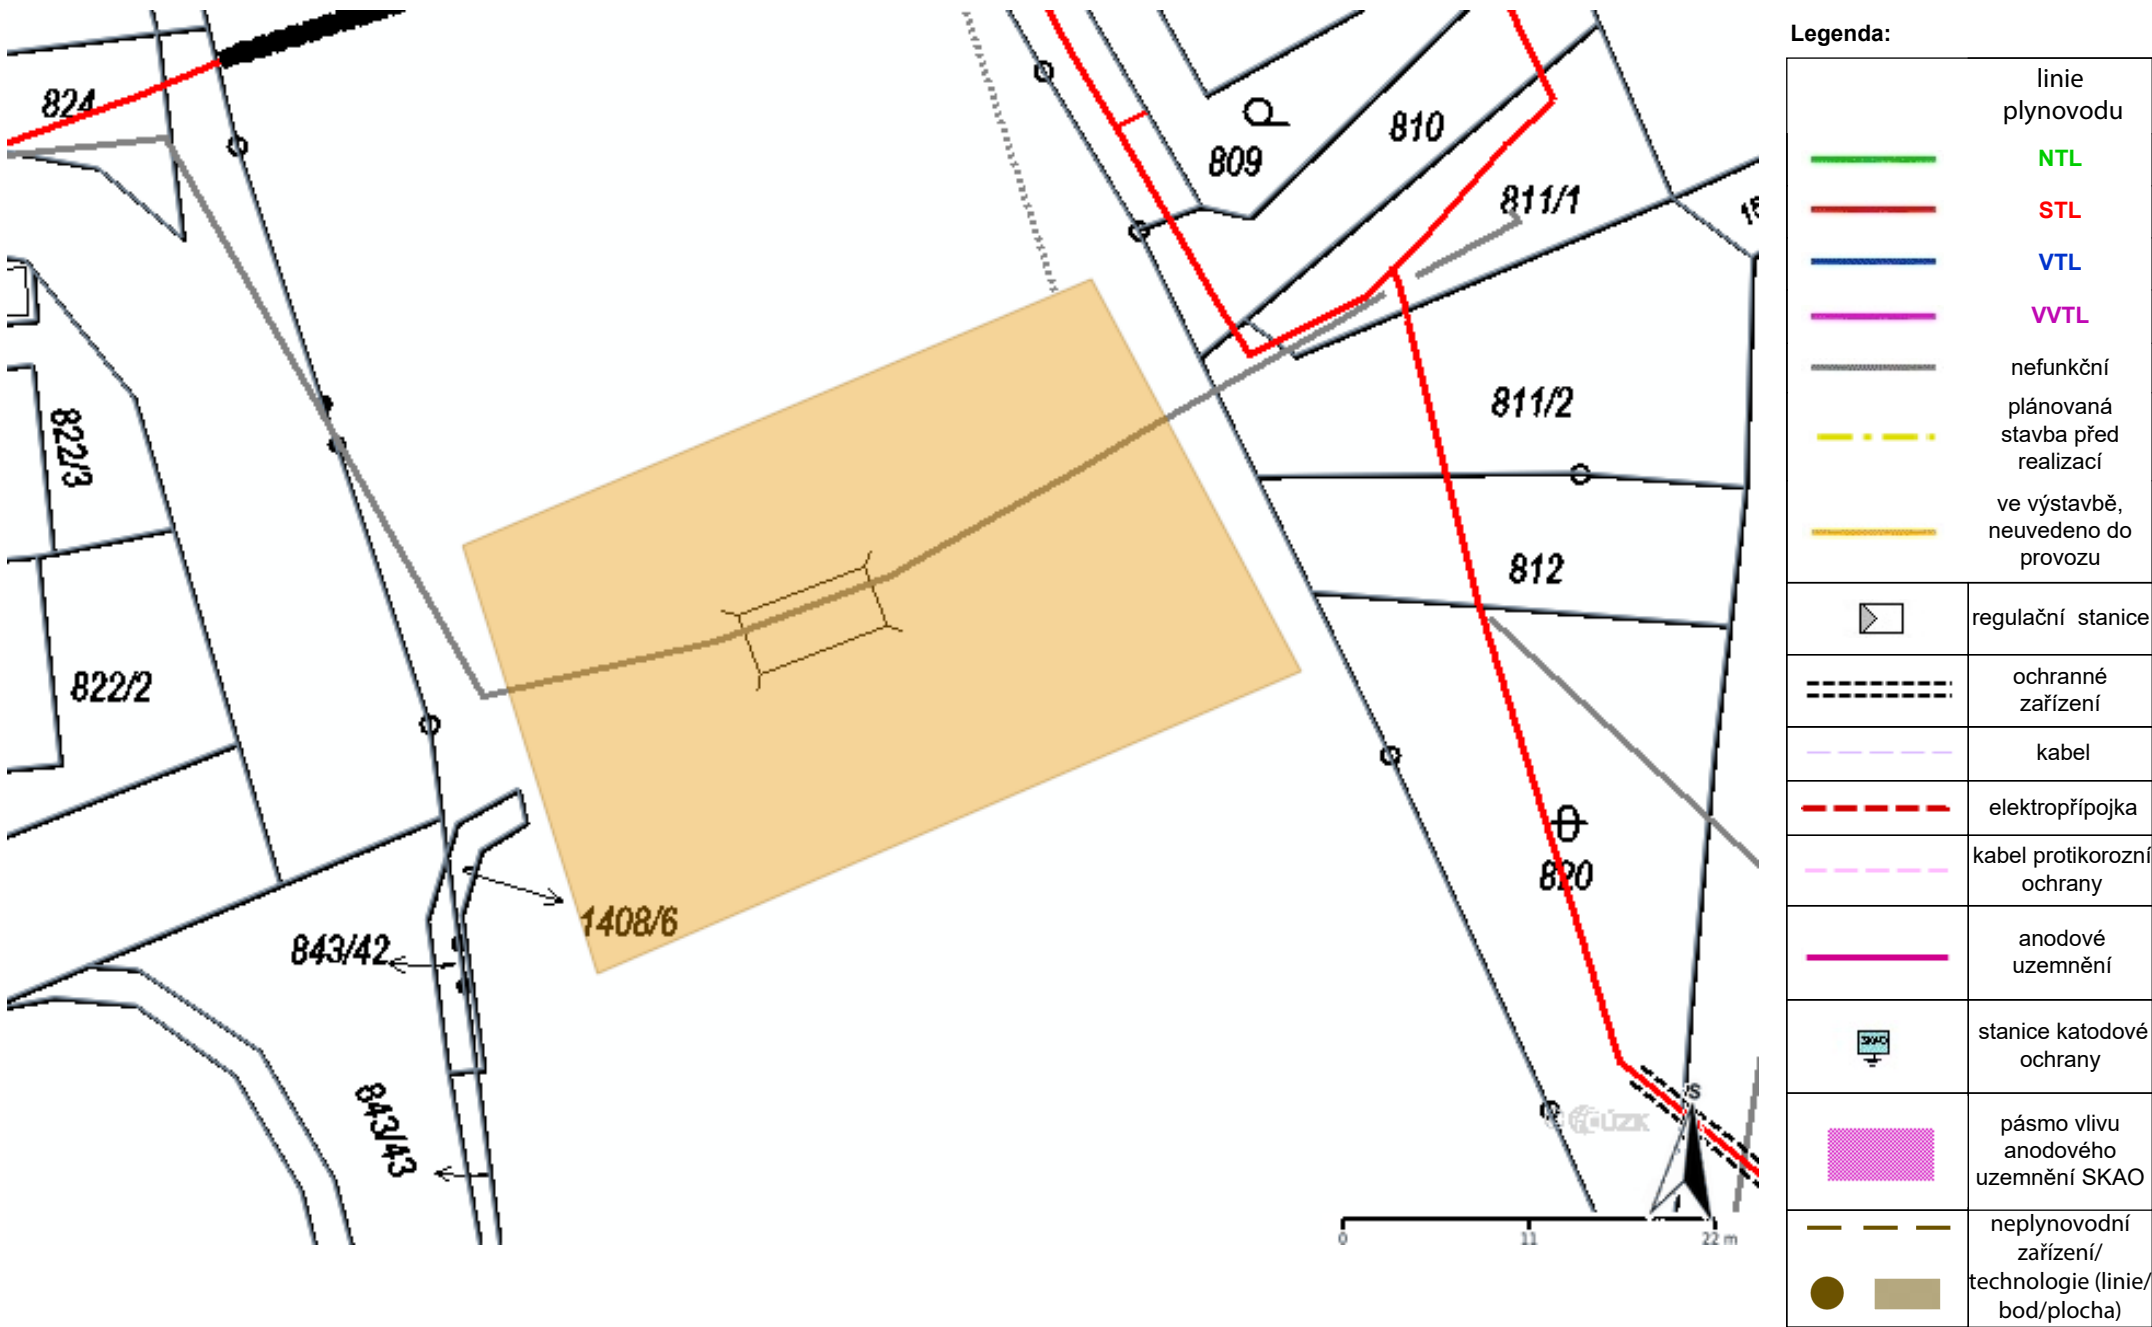 824
809
810
811/1
811/2
812
820
822/3
822/2
1408/6
843/42
843/43
ČÚZK
S
0
11
22 m
Legenda:
linie
plynovodu
NTL
STL
VTL
VVTL
nefunkční
plánovaná
stavba před
realizací
ve výstavbě,
neuvedeno do
provozu
regulační stanice
ochranné
zařízení
kabel
elektropřípojka
kabel protikorozní
ochrany
anodové
uzemnění
SKAO
stanice katodové
ochrany
pásmo vlivu
anodového
uzemnění SKAO
neplynovodní
zařízení/
technologie (linie/
bod/plocha)